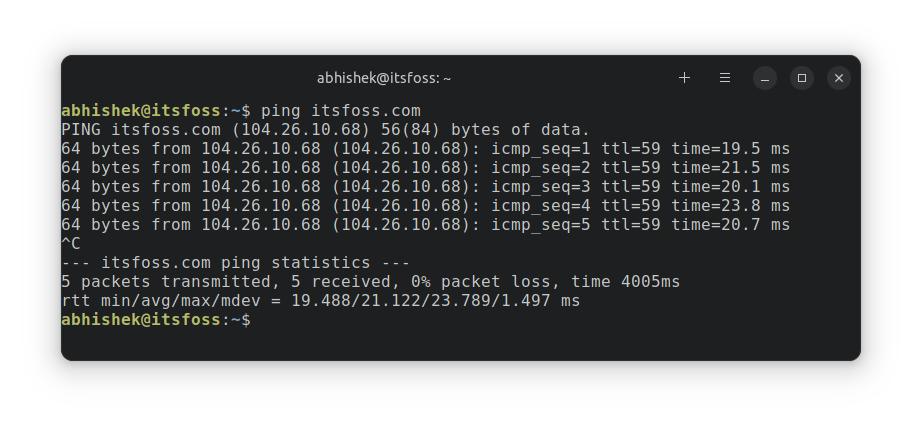 abhishek@itsfoss: ~
abhishek@itsfoss:~$ ping itsfoss.com
PING itsfoss.com (104.26.10.68) 56(84) bytes of data.
64 bytes from 104.26.10.68 (104.26.10.68): icmp_seq=1 ttl=59 time=19.5 ms
64 bytes from 104.26.10.68 (104.26.10.68): icmp_seq=2 ttl=59 time=21.5 ms
64 bytes from 104.26.10.68 (104.26.10.68): icmp_seq=3 ttl=59 time=20.1 ms
64 bytes from 104.26.10.68 (104.26.10.68): icmp_seq=4 ttl=59 time=23.8 ms
64 bytes from 104.26.10.68 (104.26.10.68): icmp_seq=5 ttl=59 time=20.7 ms
^C
--- itsfoss.com ping statistics ---
5 packets transmitted, 5 received, 0% packet loss, time 4005ms
rtt min/avg/max/mdev = 19.488/21.122/23.789/1.497 ms
abhishek@itsfoss:~$